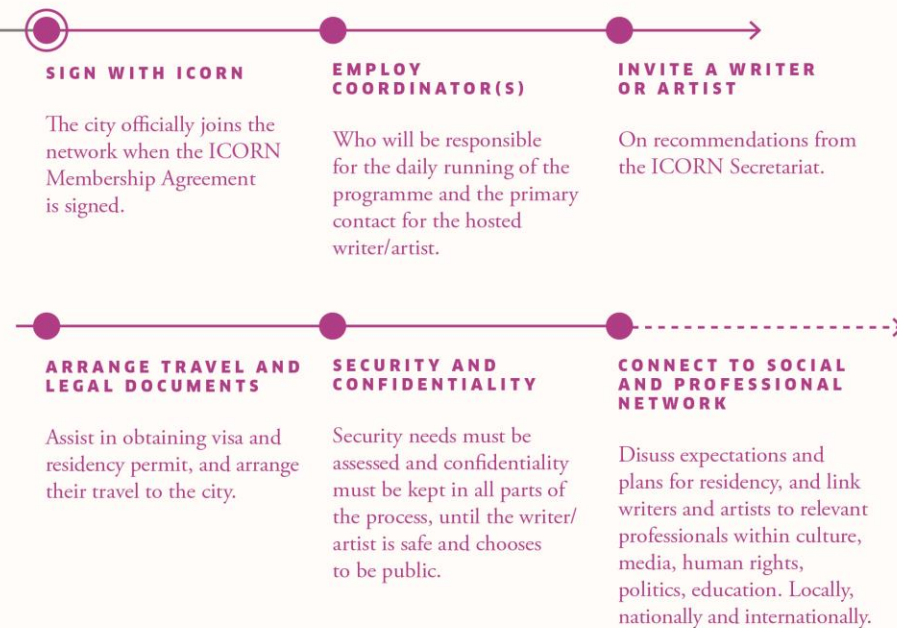 SIGN WITH ICORN
The city officially joins the
network when the ICORN
Membership Agreement
is signed.
EMPLOY
COORDINATOR(S)
Who will be responsible
for the daily running of the
programme and the primary
contact for the hosted
writer/artist.
INVITE A WRITER
OR ARTIST
On recommendations from
the ICORN Secretariat.
ARRANGE TRAVEL AND
LEGAL DOCUMENTS
Assist in obtaining visa and
residency permit, and arrange
their travel to the city.
SECURITY AND
CONFIDENTIALITY
Security needs must be
assessed and confidentiality
must be kept in all parts of
the process, until the writer/
artist is safe and chooses
to be public.
CONNECT TO SOCIAL
AND PROFESSIONAL
NETWORK
Disuss expectations and
plans for residency, and link
writers and artists to relevant
professionals within culture,
media, human rights,
politics, education. Locally,
nationally and internationally.